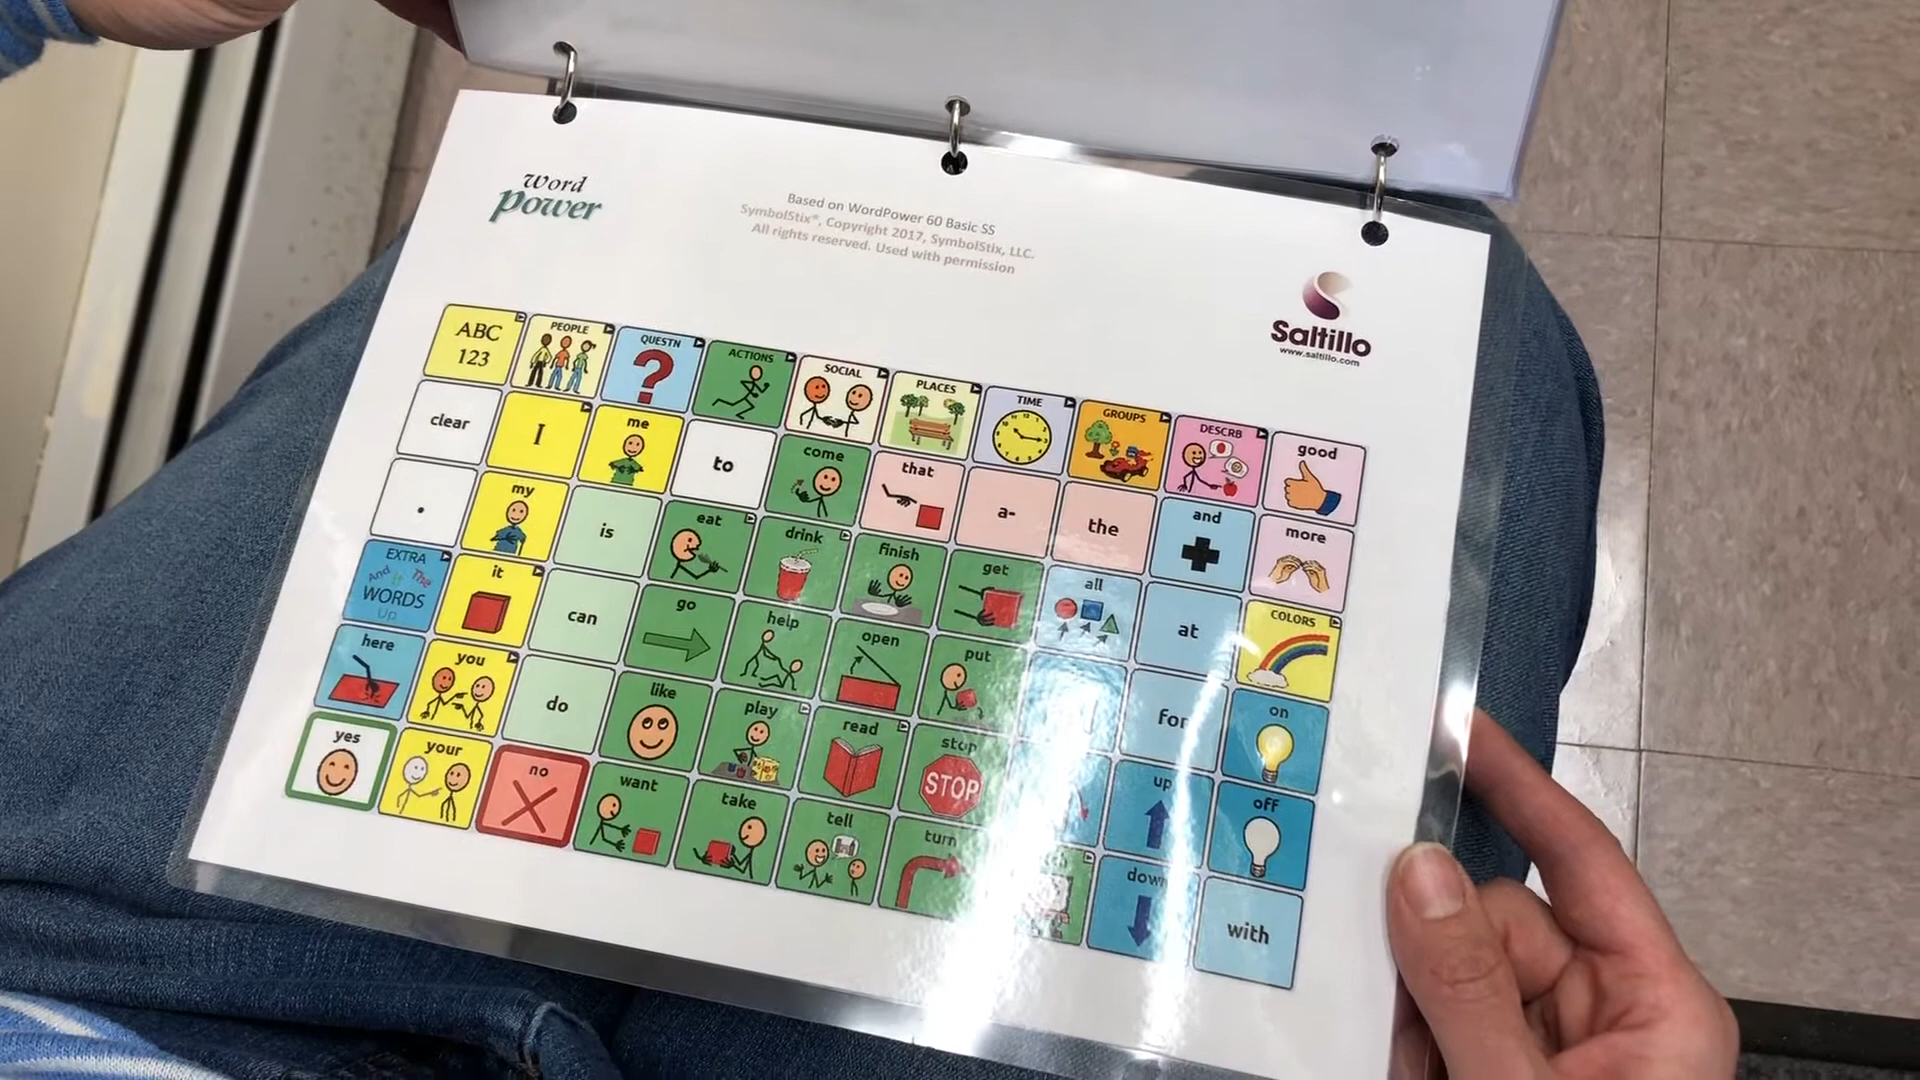 Word
Power
Based on WordPower 60 Basic SS
SymbolStix®, Copyright 2017, SymbolStix, LLC.
All rights reserved. Used with permission
Saltillo
www.saltillo.com
ABC
123
PEOPLE
QUESTN
?
ACTIONS
SOCIAL
PLACES
TIME
GROUPS
DESCRB
good
clear
I
me
to
come
that
a-
the
and
more
.
my
is
eat
drink
finish
get
all
at
COLORS
EXTRA
And It The
WORDS
Up
it
can
go
help
open
put
for
on
here
you
do
like
play
read
stop
STOP
up
off
yes
your
no
want
take
tell
turn
down
with